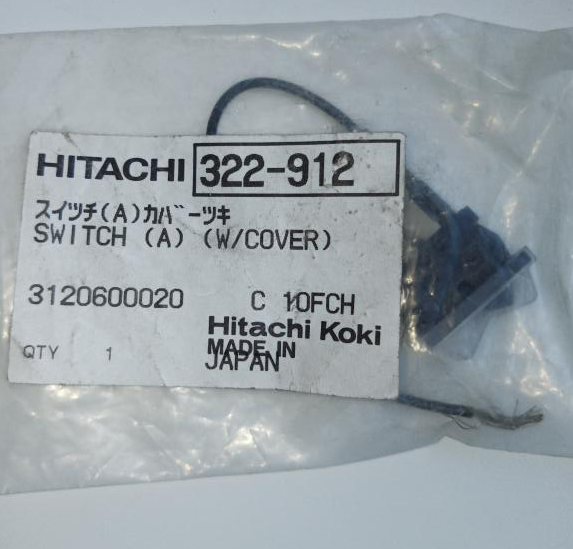 HITACHI 322-912
スイッチ(A)カバーツキ
SWITCH (A) (W/COVER)
3120600020 C 10FCH
Hitachi Koki
QTY 1 MADE IN
JAPAN